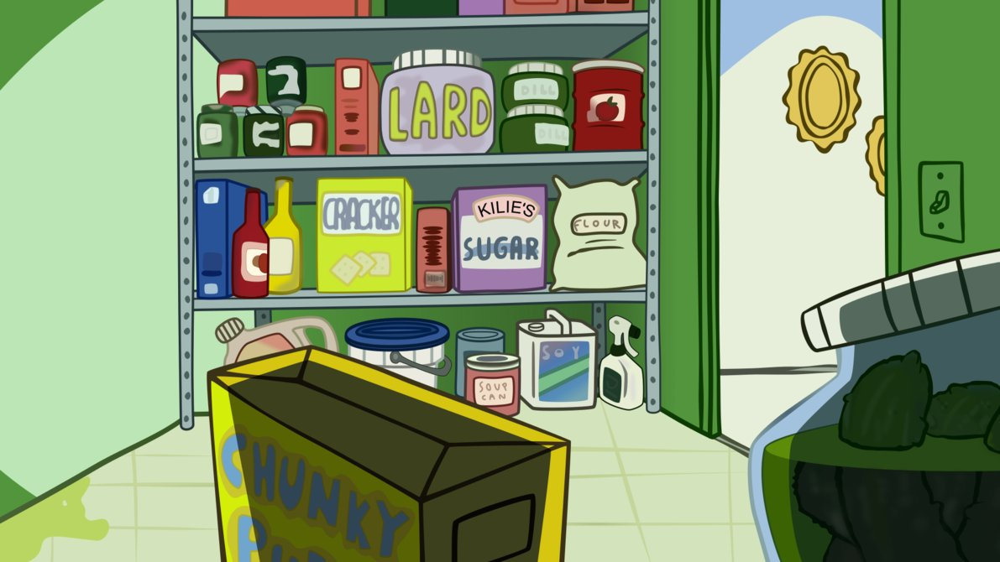 LARD
DILL
DILL
CRACKER
KILIE'S
SUGAR
FLOUR
SOY
SOUP
CAN
CHUNKY